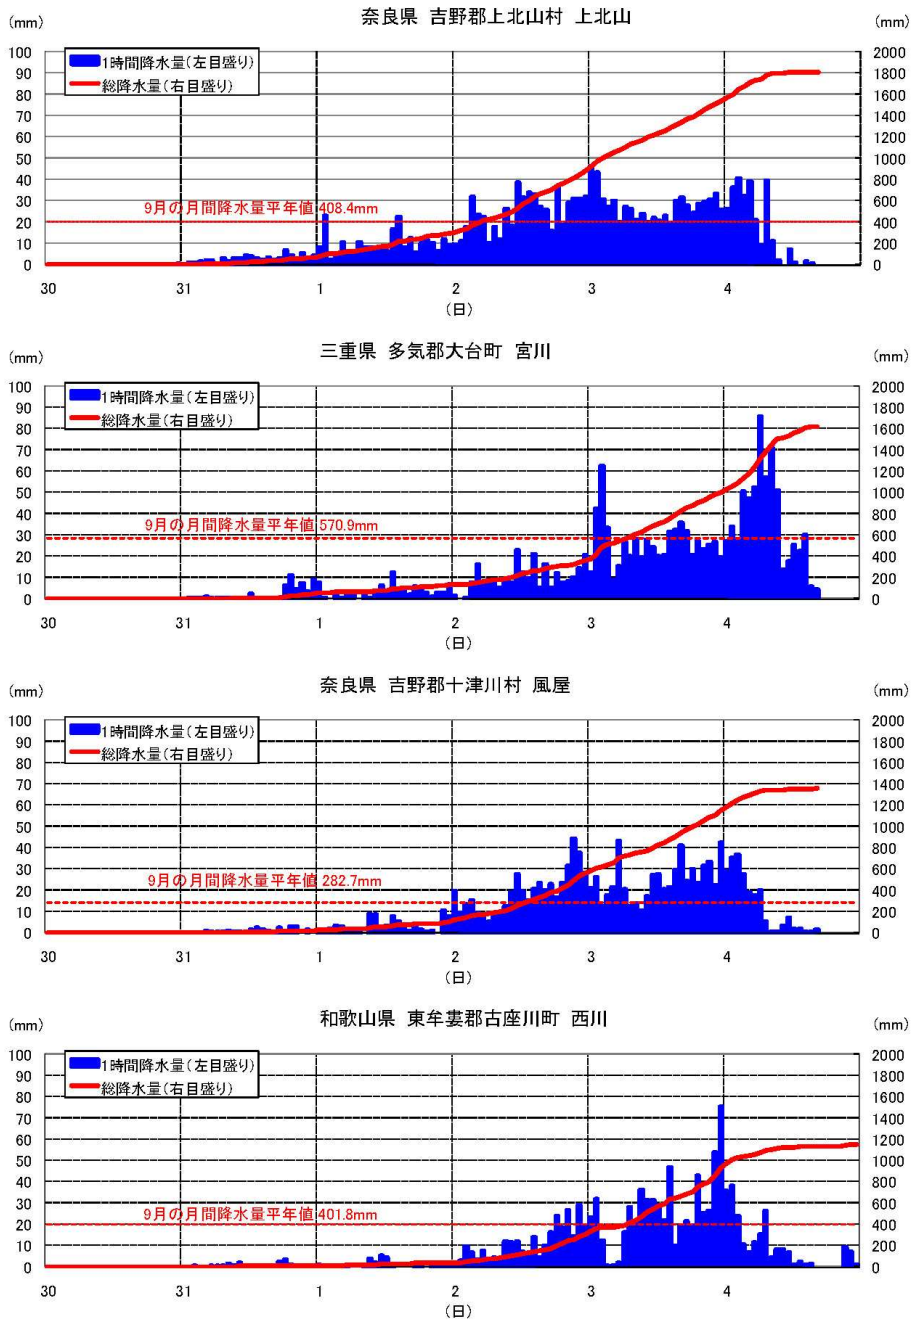 奈良県 吉野郡上北山村 上北山
(mm) (mm)
1時間降水量(左目盛り)
総降水量(右目盛り)
9月の月間降水量平年値 408.4mm
100 2000
90 1800
80 1600
70 1400
60 1200
50 1000
40 800
30 600
20 400
10 200
0 0
30 31 1 2 3 4
(日)
三重県 多気郡大台町 宮川
(mm) (mm)
1時間降水量(左目盛り)
総降水量(右目盛り)
9月の月間降水量平年値 570.9mm
100 2000
90 1800
80 1600
70 1400
60 1200
50 1000
40 800
30 600
20 400
10 200
0 0
30 31 1 2 3 4
(日)
奈良県 吉野郡十津川村 風屋
(mm) (mm)
1時間降水量(左目盛り)
総降水量(右目盛り)
9月の月間降水量平年値 282.7mm
100 2000
90 1800
80 1600
70 1400
60 1200
50 1000
40 800
30 600
20 400
10 200
0 0
30 31 1 2 3 4
(日)
和歌山県 東牟婁郡古座川町 西川
(mm) (mm)
1時間降水量(左目盛り)
総降水量(右目盛り)
9月の月間降水量平年値 401.8mm
100 2000
90 1800
80 1600
70 1400
60 1200
50 1000
40 800
30 600
20 400
10 200
0 0
30 31 1 2 3 4
(日)